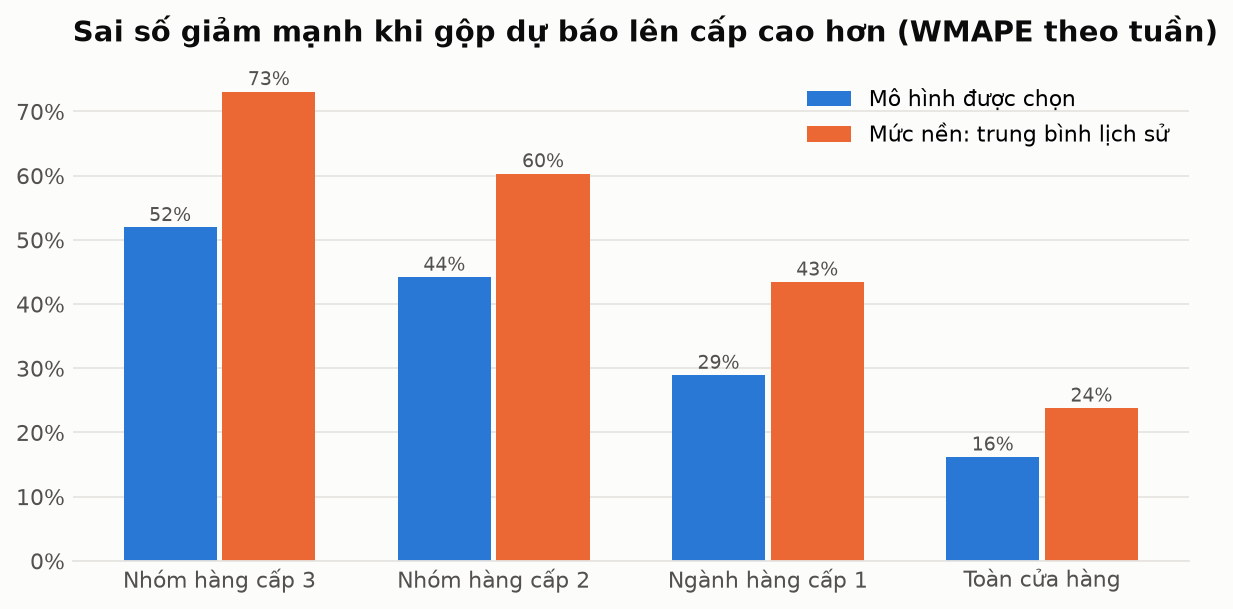 Sai số giảm mạnh khi gộp dự báo lên cấp cao hơn (WMAPE theo tuần)
Mô hình được chọn
Mức nền: trung bình lịch sử
70%
60%
50%
40%
30%
20%
10%
0%
52%
73%
44%
60%
29%
43%
16%
24%
Nhóm hàng cấp 3
Nhóm hàng cấp 2
Ngành hàng cấp 1
Toàn cửa hàng